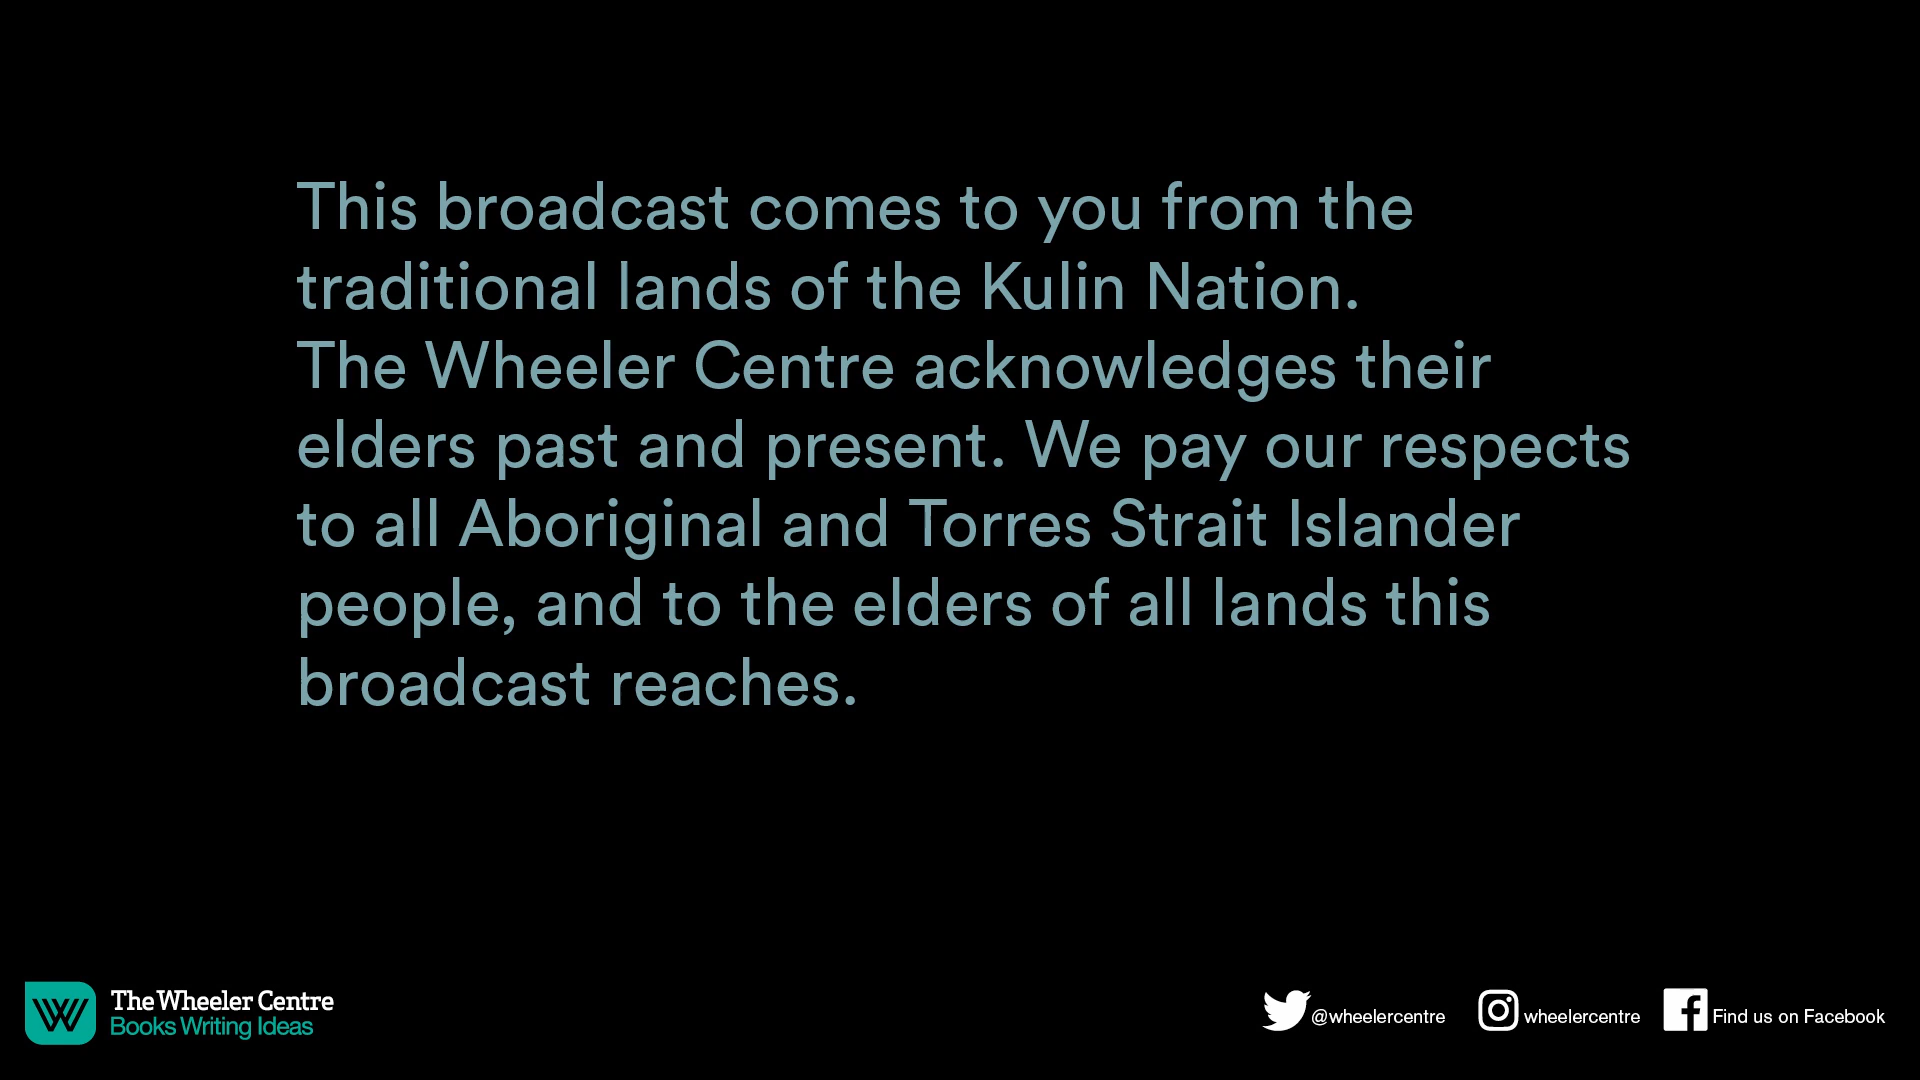 This broadcast comes to you from the
traditional lands of the Kulin Nation.
The Wheeler Centre acknowledges their
elders past and present. We pay our respects
to all Aboriginal and Torres Strait Islander
people, and to the elders of all lands this
broadcast reaches.
The Wheeler Centre
Books Writing Ideas
@wheelercentre
wheelercentre
Find us on Facebook